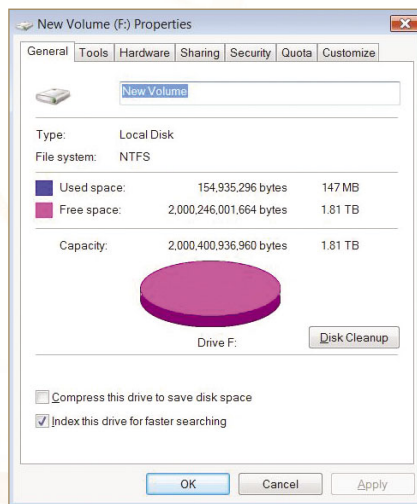 New Volume (F:) Properties
General Tools Hardware Sharing Security Quota Customize
New Volume
Type: Local Disk
File system: NTFS
Used space: 154,935,296 bytes 147 MB
Free space: 2,000,246,001,664 bytes 1.81 TB
Capacity: 2,000,400,936,960 bytes 1.81 TB
Drive F: Disk Cleanup
Compress this drive to save disk space
Index this drive for faster searching
OK Cancel Apply